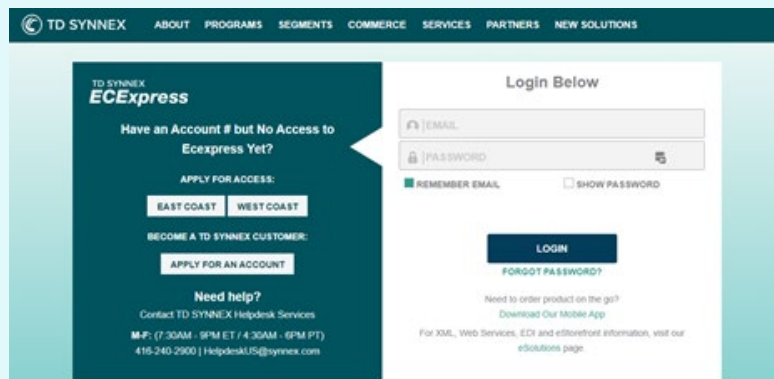 TD SYNNEX ABOUT PROGRAMS SEGMENTS COMMERCE SERVICES PARTNERS NEW SOLUTIONS
TD SYNNEX
ECExpress
Have an Account # but No Access to
Ecexpress Yet?
APPLY FOR ACCESS:
EAST COAST WEST COAST
BECOME A TD SYNNEX CUSTOMER:
APPLY FOR AN ACCOUNT
Need help?
Contact TD SYNNEX Helpdesk Services
M-F: (7:30AM - 9PM ET / 4:30AM - 6PM PT)
416-240-2900 | HelpdeskUS@synnex.com
Login Below
EMAIL
PASSWORD
REMEMBER EMAIL SHOW PASSWORD
LOGIN
FORGOT PASSWORD?
Need to order product on the go?
Download Our Mobile App
For XML, Web Services, EDI and eStorefront information, visit our
eSolutions page